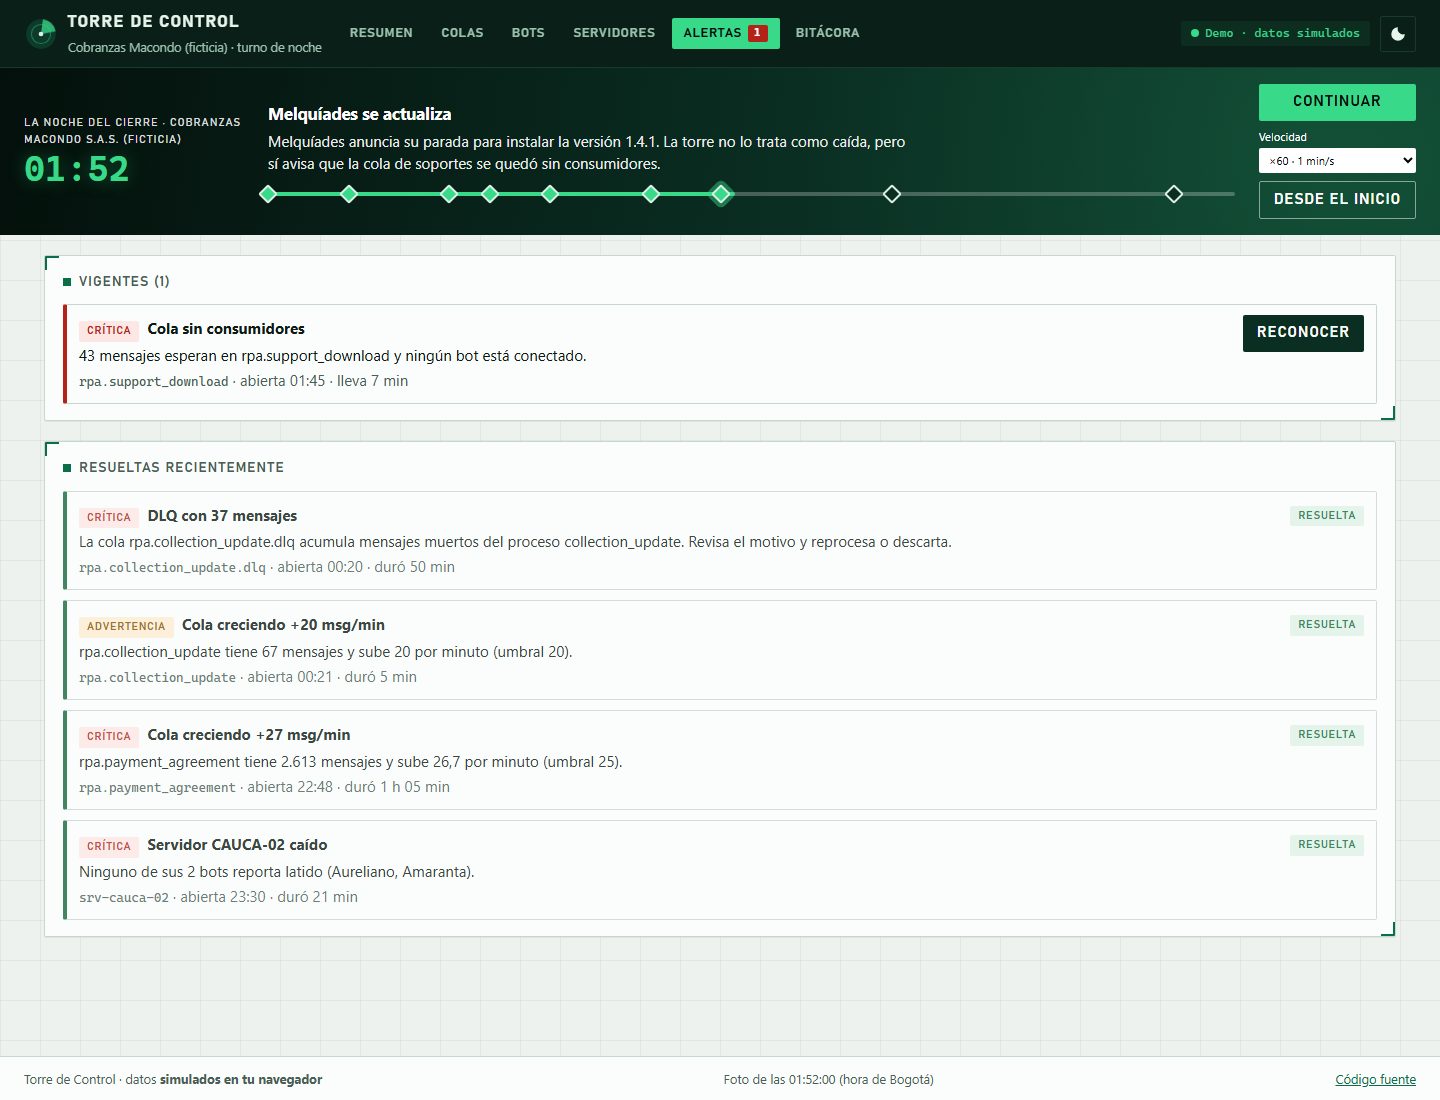 TORRE DE CONTROL
Cobranzas Macondo (ficticia) · turno de noche
RESUMEN
COLAS
BOTS
SERVIDORES
ALERTAS 1
BITÁCORA
Demo · datos simulados
LA NOCHE DEL CIERRE · COBRANZAS
MACONDO S.A.S. (FICTICIA)
01:52
Melquíades se actualiza
Melquíades anuncia su parada para instalar la versión 1.4.1. La torre no lo trata como caída, pero
sí avisa que la cola de soportes se quedó sin consumidores.
CONTINUAR
Velocidad
×60 · 1 min/s
DESDE EL INICIO
VIGENTES (1)
CRÍTICA Cola sin consumidores
RECONOCER
43 mensajes esperan en rpa.support_download y ningún bot está conectado.
rpa.support_download · abierta 01:45 · lleva 7 min
RESUELTAS RECIENTEMENTE
CRÍTICA DLQ con 37 mensajes
RESUELTA
La cola rpa.collection_update.dlq acumula mensajes muertos del proceso collection_update. Revisa el motivo y reprocesa o descarta.
rpa.collection_update.dlq · abierta 00:20 · duró 50 min
ADVERTENCIA Cola creciendo +20 msg/min
RESUELTA
rpa.collection_update tiene 67 mensajes y sube 20 por minuto (umbral 20).
rpa.collection_update · abierta 00:21 · duró 5 min
CRÍTICA Cola creciendo +27 msg/min
RESUELTA
rpa.payment_agreement tiene 2.613 mensajes y sube 26,7 por minuto (umbral 25).
rpa.payment_agreement · abierta 22:48 · duró 1 h 05 min
CRÍTICA Servidor CAUCA-02 caído
RESUELTA
Ninguno de sus 2 bots reporta latido (Aureliano, Amaranta).
srv-cauca-02 · abierta 23:30 · duró 21 min
Torre de Control · datos simulados en tu navegador
Foto de las 01:52:00 (hora de Bogotá)
Código fuente